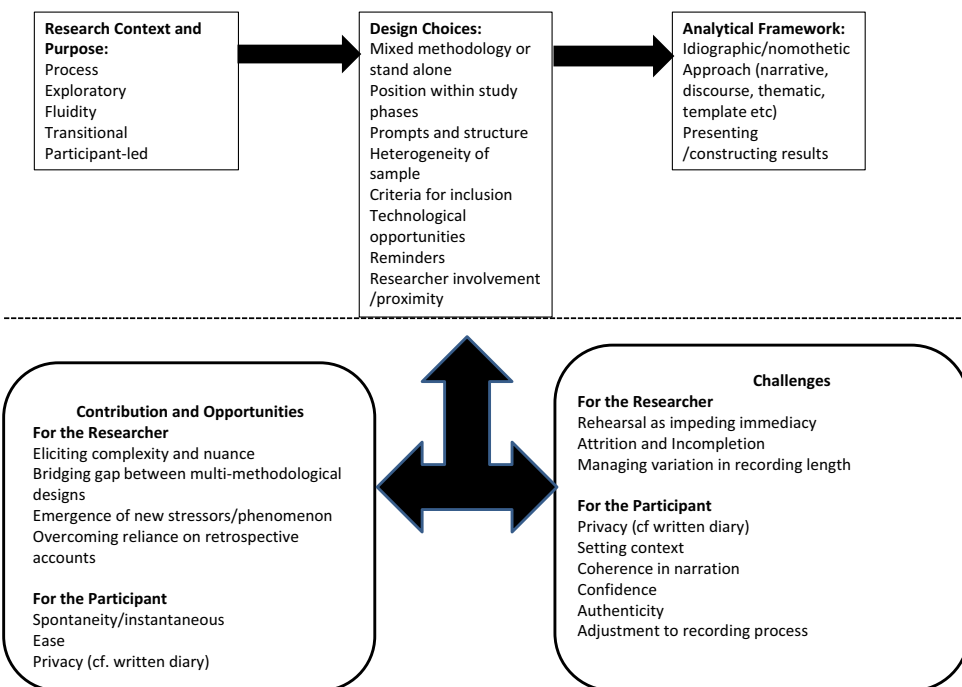 Research Context and
Purpose:
Process
Exploratory
Fluidity
Transitional
Participant-led
Design Choices:
Mixed methodology or
stand alone
Position within study
phases
Prompts and structure
Heterogeneity of
sample
Criteria for inclusion
Technological
opportunities
Reminders
Researcher involvement
/proximity
Analytical Framework:
Idiographic/nomothetic
Approach (narrative,
discourse, thematic,
template etc)
Presenting
/constructing results
Contribution and Opportunities
For the Researcher
Eliciting complexity and nuance
Bridging gap between multi-methodological
designs
Emergence of new stressors/phenomenon
Overcoming reliance on retrospective
accounts
For the Participant
Spontaneity/instantaneous
Ease
Privacy (cf. written diary)
Challenges
For the Researcher
Rehearsal as impeding immediacy
Attrition and Incompletion
Managing variation in recording length
For the Participant
Privacy (cf written diary)
Setting context
Coherence in narration
Confidence
Authenticity
Adjustment to recording process